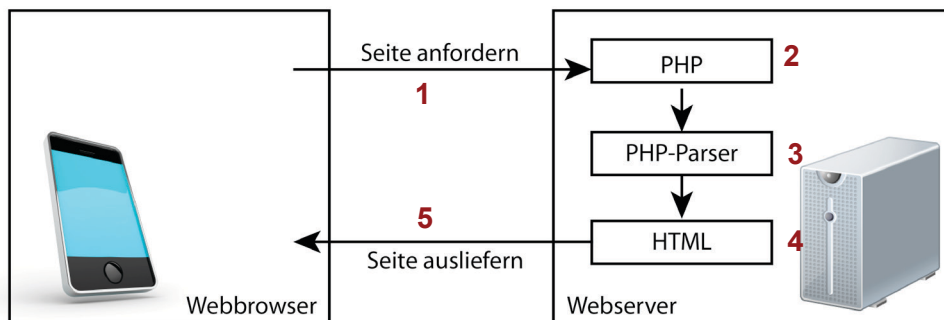 Seite anfordern
1
PHP
2
PHP-Parser
3
HTML
4
5
Seite ausliefern
Webbrowser
Webserver